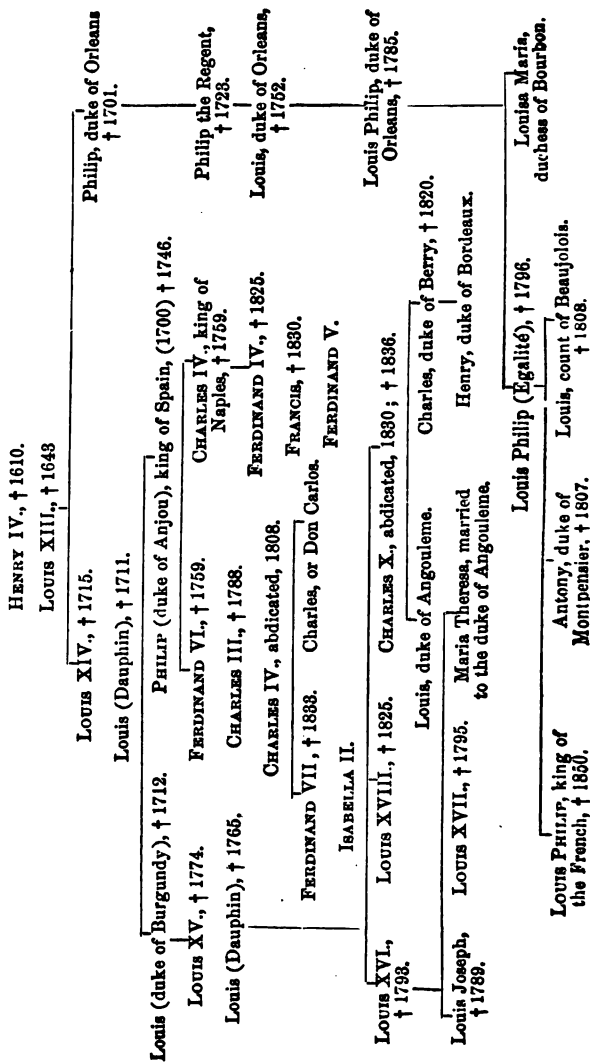 HENRY IV., † 1610.
LOUIS XIII., † 1643
LOUIS XIV., † 1715.
Philip, duke of Orleans
† 1701.
Louis (Dauphin), † 1711.
Louis (duke of Burgundy), † 1712.
PHILIP (duke of Anjou), king of Spain, (1700) † 1746.
Philip the Regent,
† 1723.
LOUIS XV., † 1774.
FERDINAND VI., † 1759.
CHARLES IV., king of
Naples, † 1759.
Louis, duke of Orleans,
† 1752.
Louis (Dauphin), † 1765.
CHARLES III., † 1788.
FERDINAND IV., † 1825.
CHARLES IV., abdicated, 1808.
FRANCIS, † 1830.
FERDINAND VII, † 1833.
Charles, or Don Carlos.
FERDINAND V.
ISABELLA II.
Louis Philip, duke of
Orleans, † 1785.
LOUIS XVI.,
† 1793.
LOUIS XVIII., † 1825.
CHARLES X., abdicated, 1830; † 1836.
Louis, duke of Angouleme.
Charles, duke of Berry, † 1820.
Louis Joseph,
† 1789.
LOUIS XVII., † 1795.
Maria Theresa, married
to the duke of Angouleme.
Henry, duke of Bordeaux.
Louis Philip (Egalité), † 1796.
Louisa Maria,
duchess of Bourbon.
LOUIS PHILIP, king of
the French, † 1850.
Antony, duke of
Montpensier, † 1807.
Louis, count of Beaujolois.
† 1808.